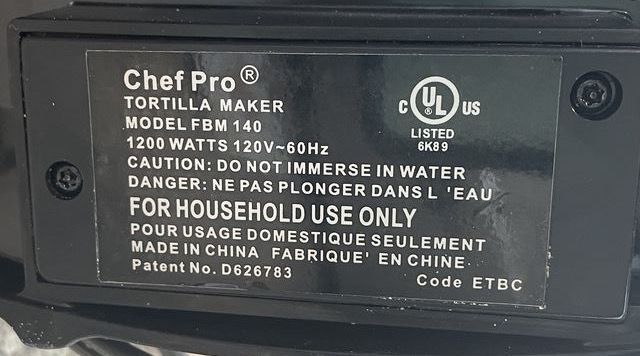 Chef Pro®
TORTILLA MAKER
MODEL FBM 140
1200 WATTS 120V~60Hz
C UL US
LISTED
6K89
CAUTION: DO NOT IMMERSE IN WATER
DANGER: NE PAS PLONGER DANS L 'EAU
FOR HOUSEHOLD USE ONLY
POUR USAGE DOMESTIQUE SEULEMENT
MADE IN CHINA FABRIQUE' EN CHINE.
Patent No. D626783
Code ETBC